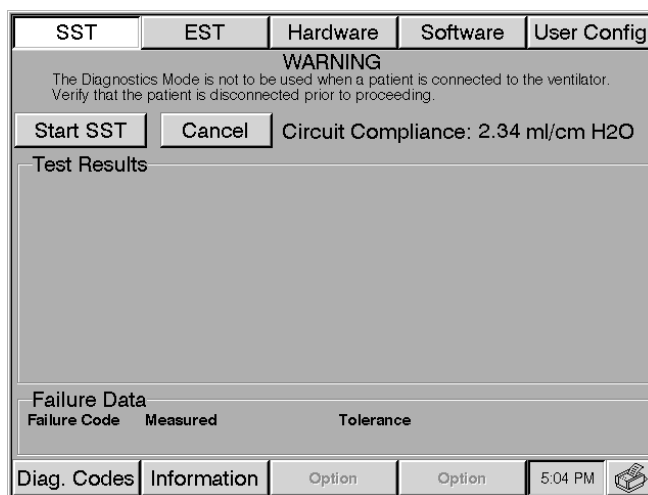 SST EST Hardware Software User Config
WARNING
The Diagnostics Mode is not to be used when a patient is connected to the ventilator.
Verify that the patient is disconnected prior to proceeding.
Start SST Cancel Circuit Compliance: 2.34 ml/cm H2O
Test Results
Failure Data
Failure Code Measured Tolerance
Diag. Codes Information Option Option 5:04 PM